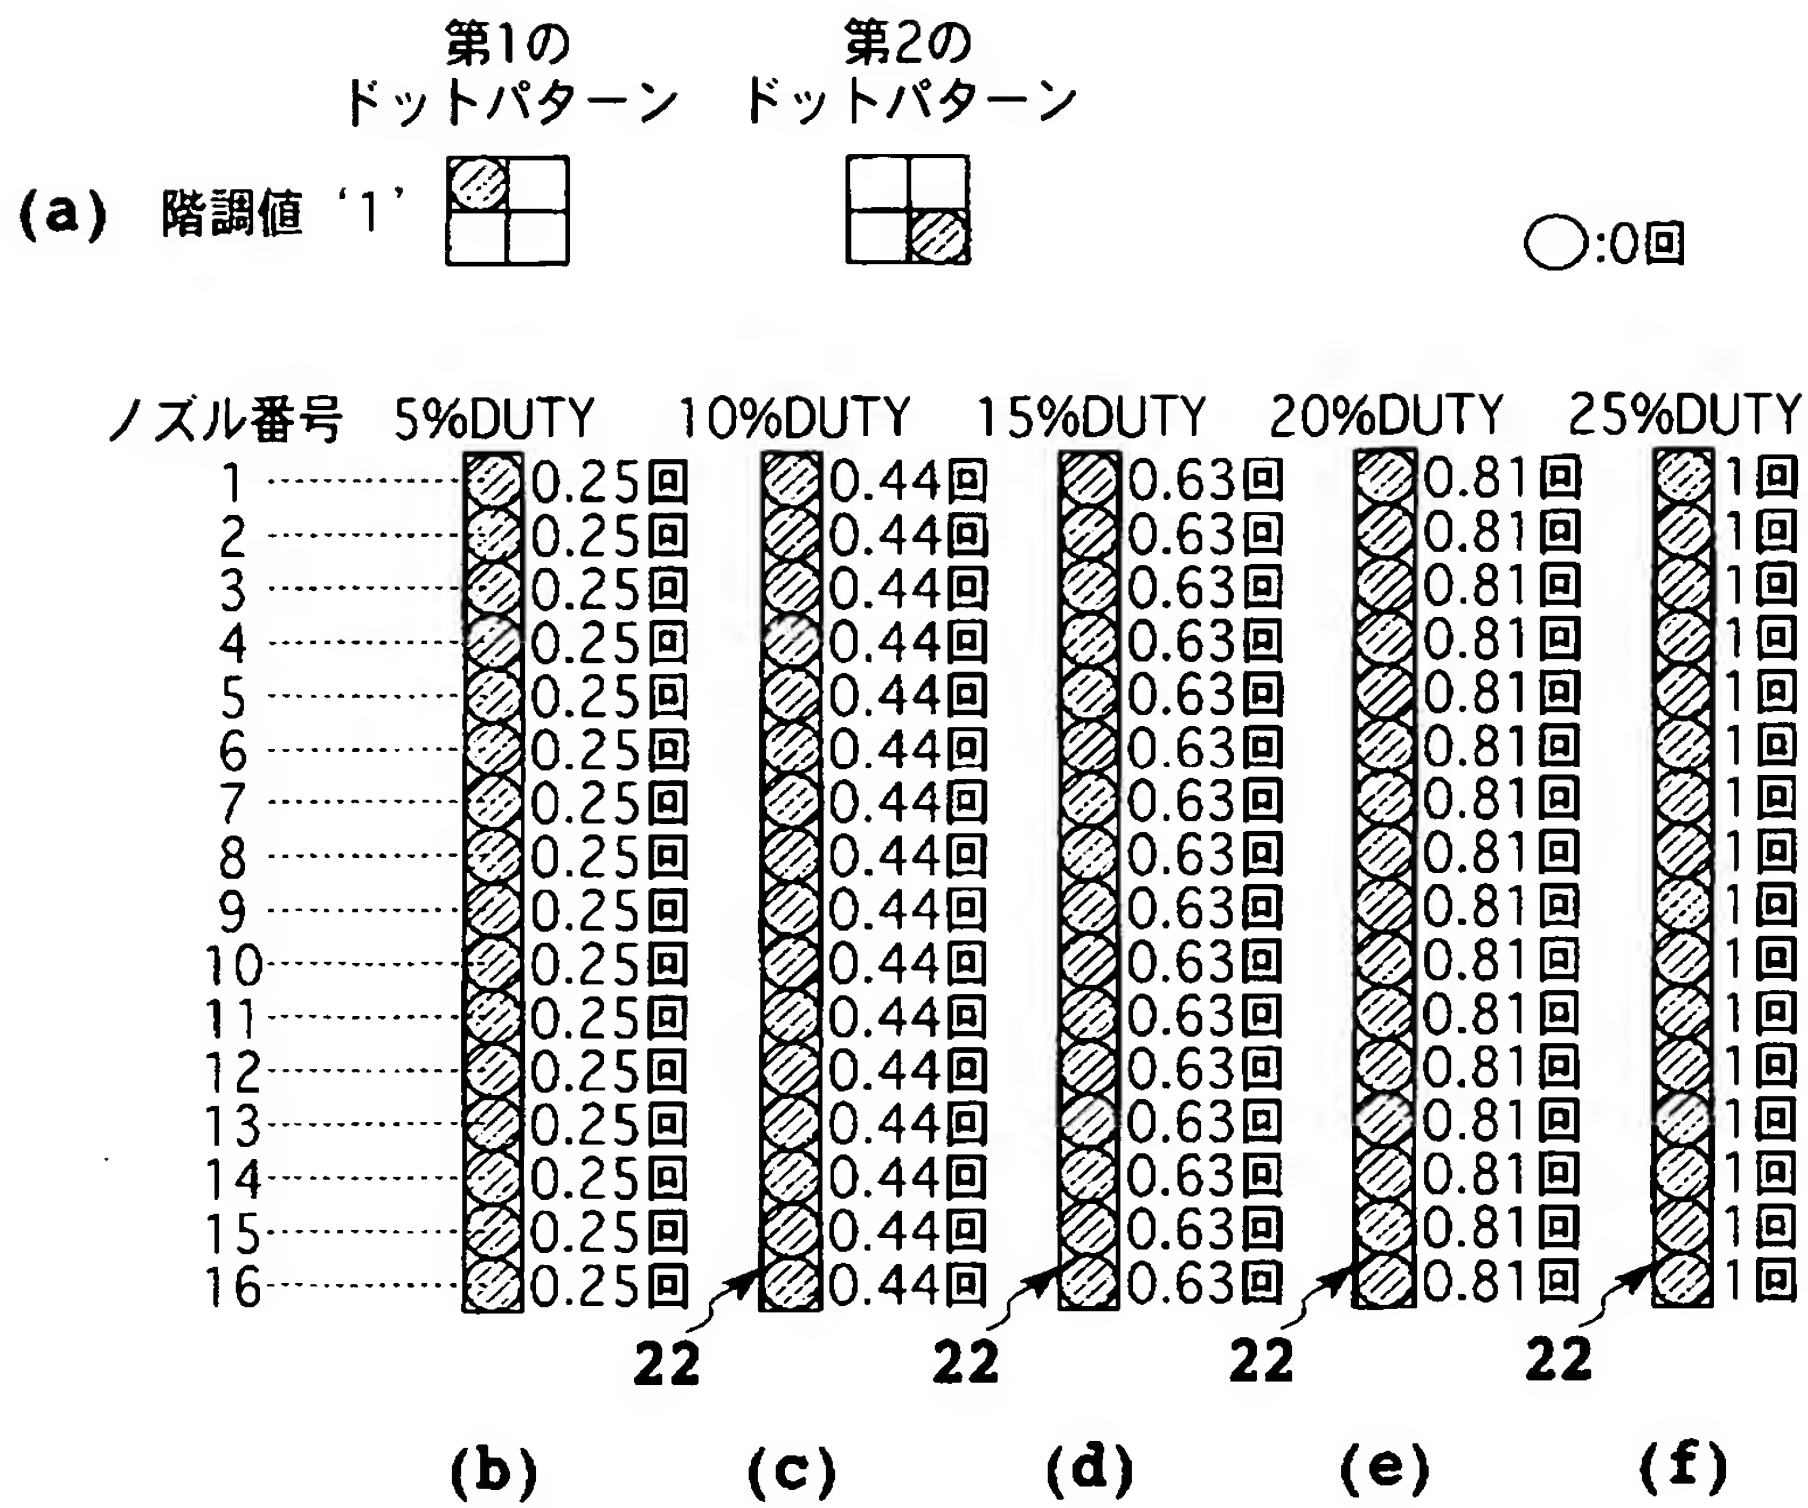 第1の
ドットパターン
第2の
ドットパターン
(a) 階調値 ‘1’
:0回
ノズル番号 5%DUTY 10%DUTY 15%DUTY 20%DUTY 25%DUTY
1 0.25回 0.44回 0.63回 0.81回 1回
2 0.25回 0.44回 0.63回 0.81回 1回
3 0.25回 0.44回 0.63回 0.81回 1回
4 0.25回 0.44回 0.63回 0.81回 1回
5 0.25回 0.44回 0.63回 0.81回 1回
6 0.25回 0.44回 0.63回 0.81回 1回
7 0.25回 0.44回 0.63回 0.81回 1回
8 0.25回 0.44回 0.63回 0.81回 1回
9 0.25回 0.44回 0.63回 0.81回 1回
10 0.25回 0.44回 0.63回 0.81回 1回
11 0.25回 0.44回 0.63回 0.81回 1回
12 0.25回 0.44回 0.63回 0.81回 1回
13 0.25回 0.44回 0.63回 0.81回 1回
14 0.25回 0.44回 0.63回 0.81回 1回
15 0.25回 0.44回 0.63回 0.81回 1回
16 0.25回 0.44回 0.63回 0.81回 1回
22 22 22 22
(b) (c) (d) (e) (f)